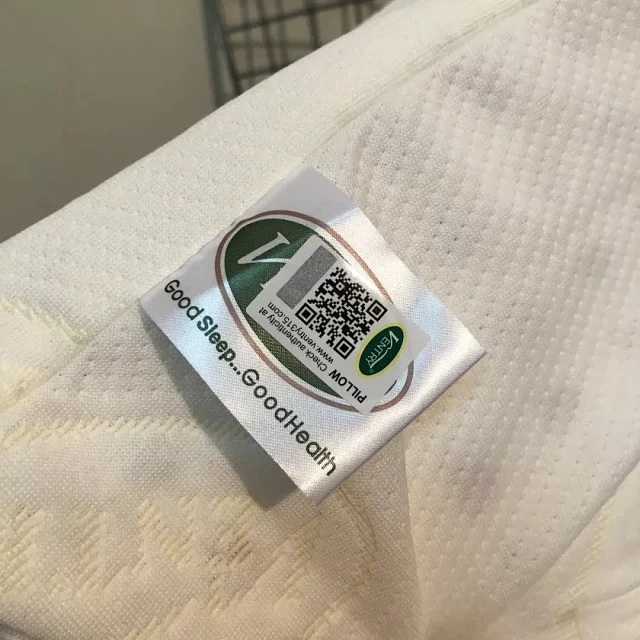 V
VENTRY
Check authenticity at
www.ventry315.com
PILLOW
Good Sleep...GoodHealth